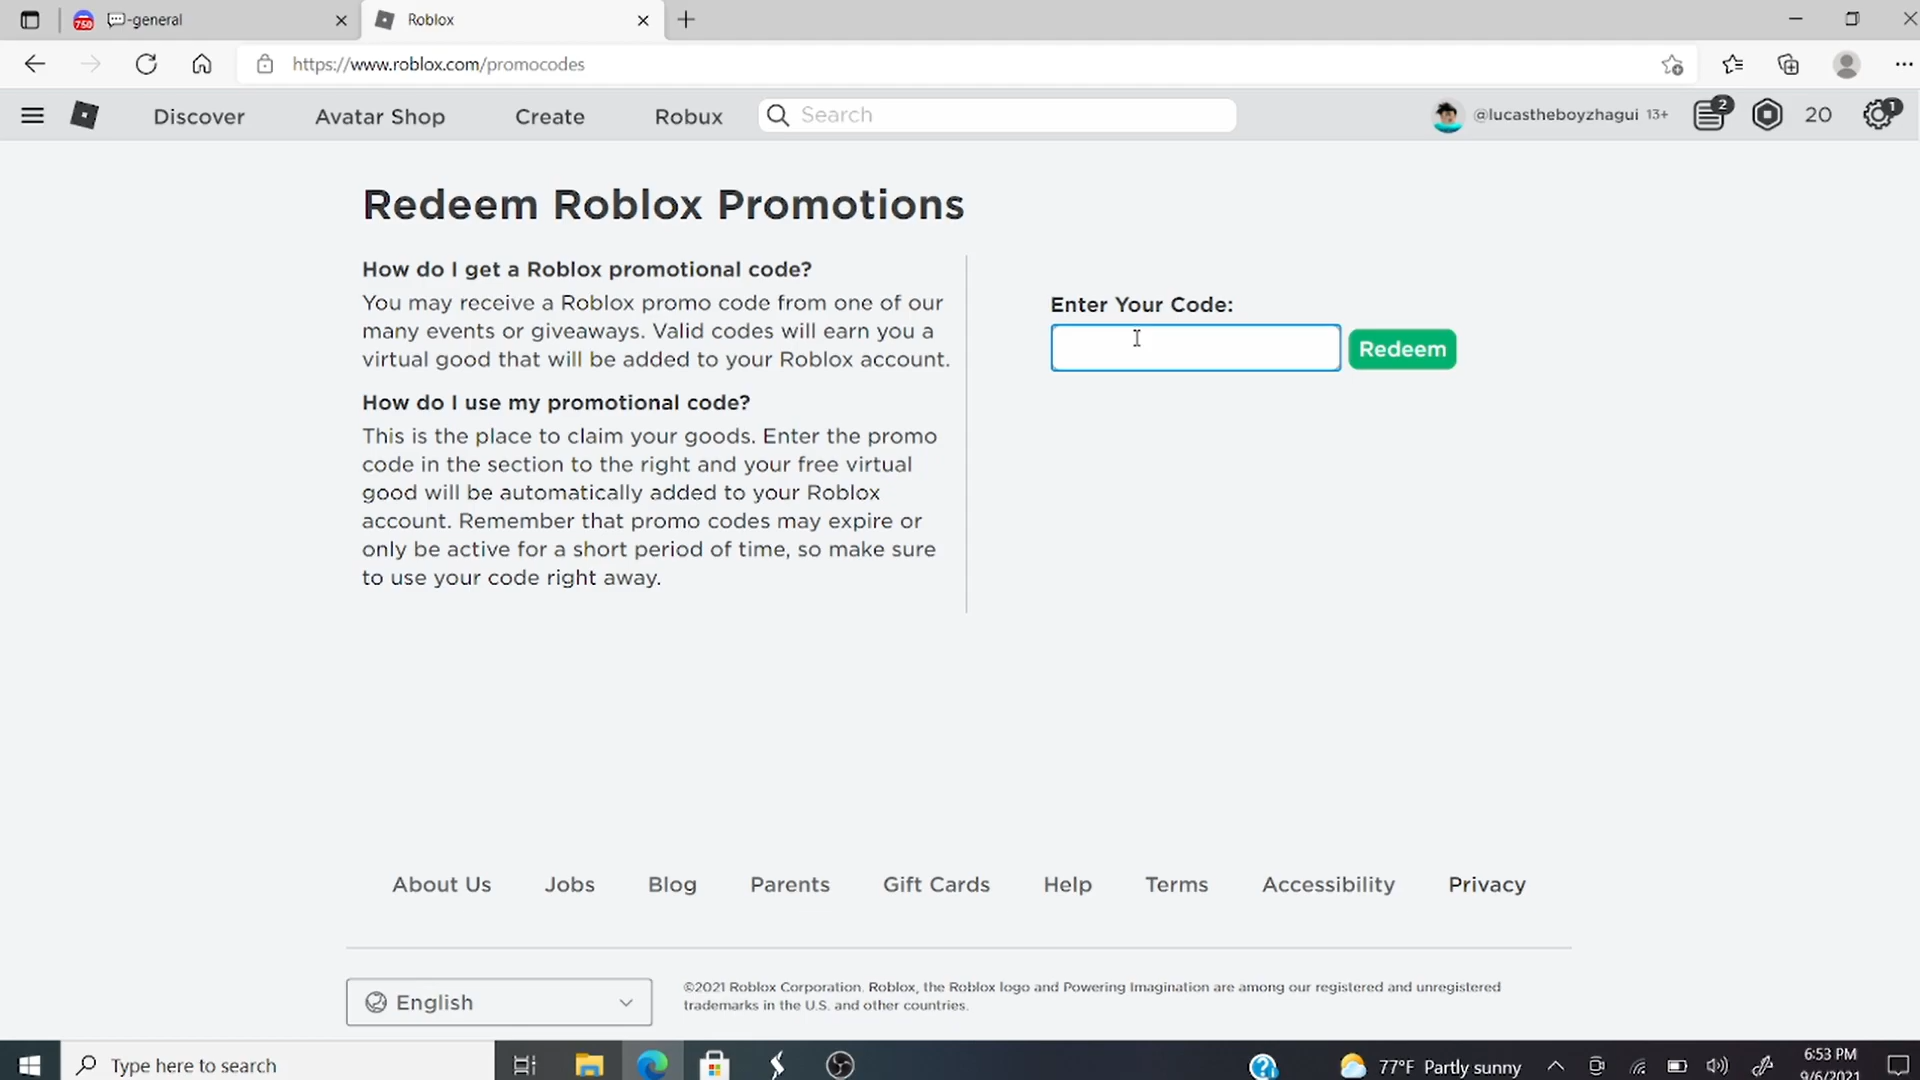 750
💬-general
Roblox
https://www.roblox.com/promocodes
Discover
Avatar Shop
Create
Robux
Search
@lucastheboyzhagui 13+
2
20
1
Redeem Roblox Promotions
How do I get a Roblox promotional code?
You may receive a Roblox promo code from one of our
many events or giveaways. Valid codes will earn you a
virtual good that will be added to your Roblox account.
How do I use my promotional code?
This is the place to claim your goods. Enter the promo
code in the section to the right and your free virtual
good will be automatically added to your Roblox
account. Remember that promo codes may expire or
only be active for a short period of time, so make sure
to use your code right away.
Enter Your Code:
Redeem
About Us
Jobs
Blog
Parents
Gift Cards
Help
Terms
Accessibility
Privacy
English
©2021 Roblox Corporation. Roblox, the Roblox logo and Powering Imagination are among our registered and unregistered
trademarks in the U.S. and other countries.
Type here to search
77°F Partly sunny
6:53 PM
9/6/2021